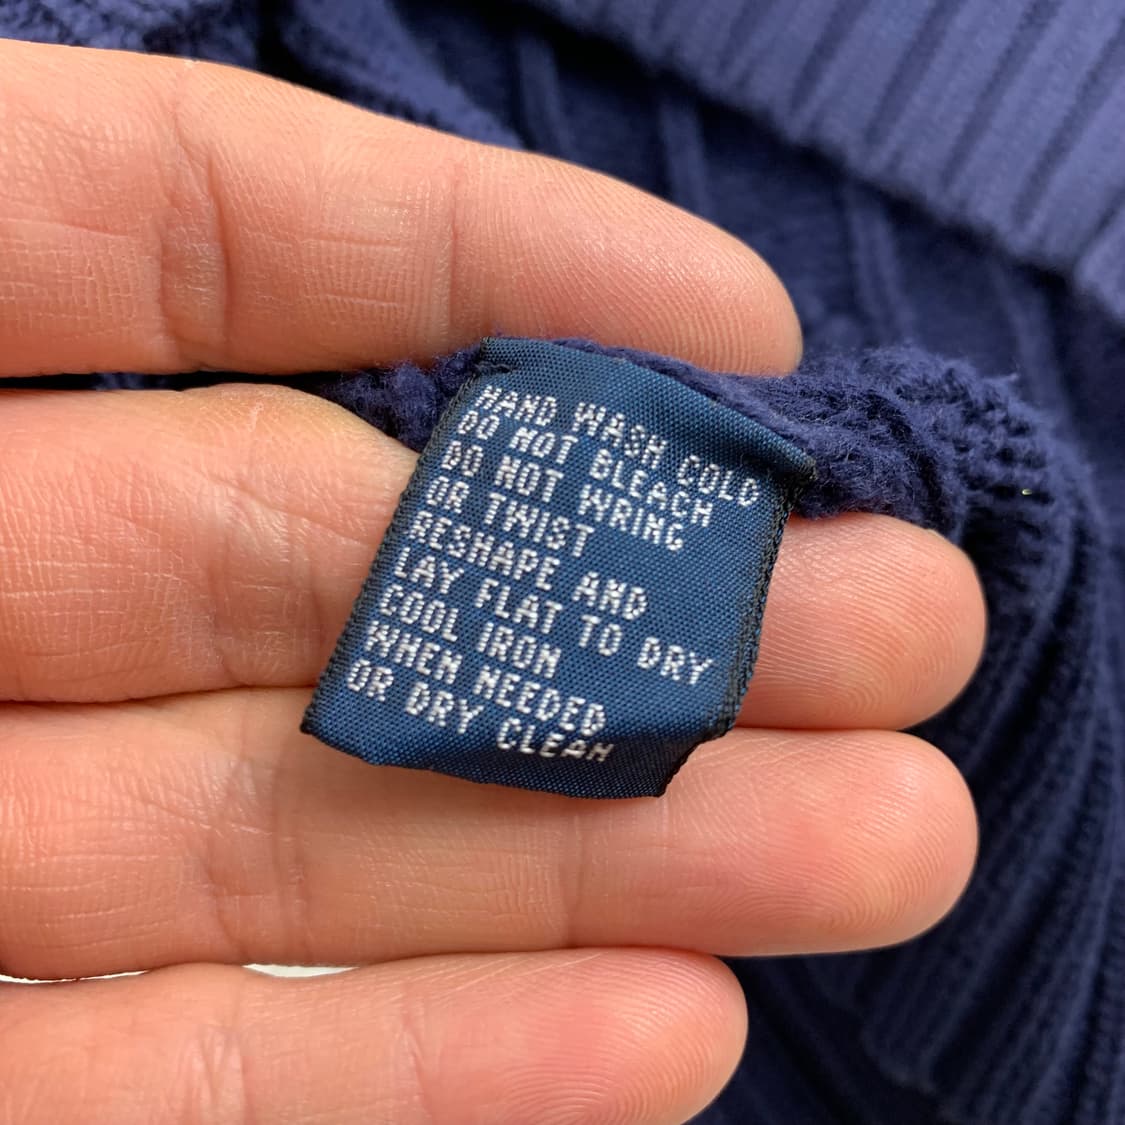 HAND WASH COLD
DO NOT BLEACH
DO NOT WRING
OR TWIST
RESHAPE AND
LAY FLAT TO DRY
COOL IRON
WHEN NEEDED
OR DRY CLEAN